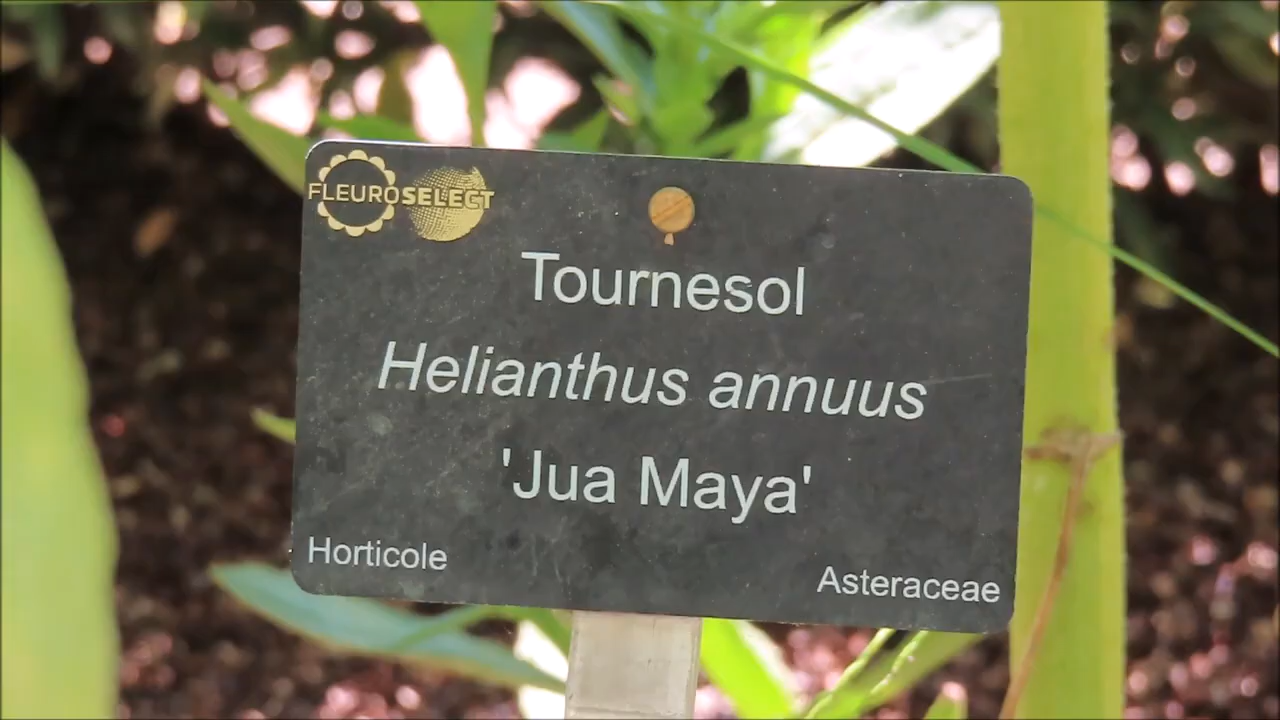 FLEUROSELECT
Tournesol
Helianthus annuus
'Jua Maya'
Horticole
Asteraceae